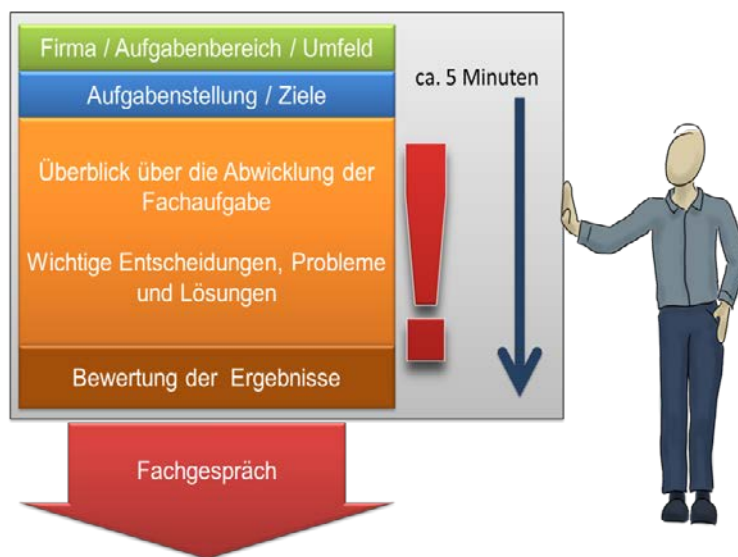 Firma / Aufgabenbereich / Umfeld
ca. 5 Minuten
Aufgabenstellung / Ziele
Überblick über die Abwicklung der
Fachaufgabe
Wichtige Entscheidungen, Probleme
und Lösungen
!
Bewertung der Ergebnisse
Fachgespräch